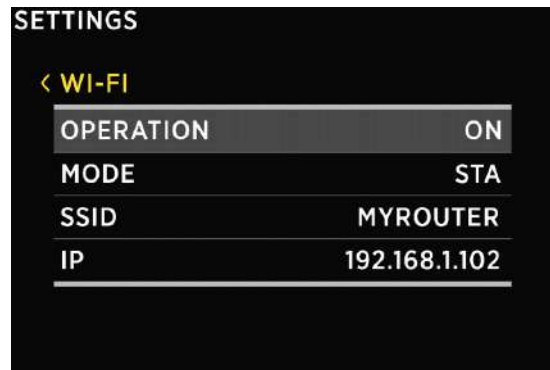 SETTINGS
< WI-FI
OPERATION ON
MODE STA
SSID MYROUTER
IP 192.168.1.102